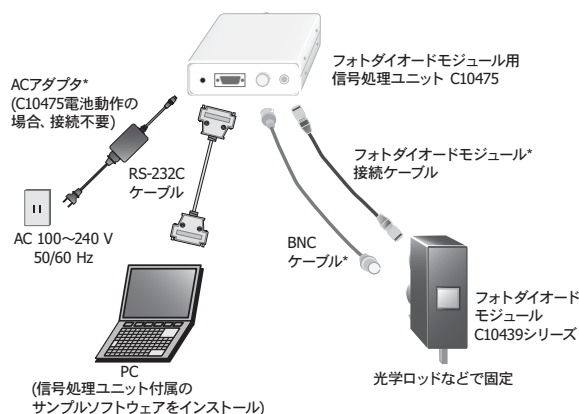 フォトダイオードモジュール用
信号処理ユニット C10475
ACアダプタ*
(C10475電池動作の
場合、接続不要)
フォトダイオードモジュール*
接続ケーブル
RS-232C
ケーブル
AC 100～240 V
50/60 Hz
BNC
ケーブル*
フォトダイオード
モジュール
C10439シリーズ
PC
(信号処理ユニット付属の
サンプルソフトウェアをインストール)
光学ロッドなどで固定